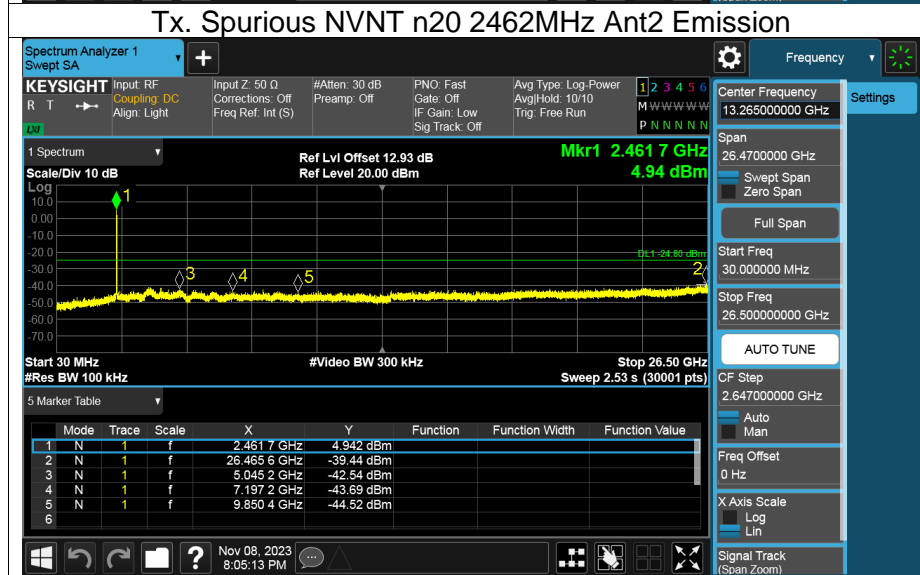 Tx. Spurious NVNT n20 2462MHz Ant2 Emission
Spectrum Analyzer 1
Swept SA
+
Frequency
KEYSIGHT
R T
LXI
Input: RF
Coupling: DC
Align: Light
Input Z: 50 Ω
Corrections: Off
Freq Ref: Int (S)
#Atten: 30 dB
Preamp: Off
PNO: Fast
Gate: Off
IF Gain: Low
Sig Track: Off
Avg Type: Log-Power
Avg|Hold: 10/10
Trig: Free Run
1 2 3 4 5 6
M W W W W W
P N N N N N
1 Spectrum
Scale/Div 10 dB
Ref Lvl Offset 12.93 dB
Ref Level 20.00 dBm
Mkr1 2.461 7 GHz
4.94 dBm
Log
10.0
0.00
-10.0
-20.0
-30.0
-40.0
-50.0
-60.0
-70.0
1
3
4
5
2
DL1 -24.80 dBm
Start 30 MHz
#Res BW 100 kHz
#Video BW 300 kHz
Stop 26.50 GHz
Sweep 2.53 s (30001 pts)
5 Marker Table
Mode Trace Scale X Y Function Function Width Function Value
1 N 1 f 2.461 7 GHz 4.942 dBm
2 N 1 f 26.465 6 GHz -39.44 dBm
3 N 1 f 5.045 2 GHz -42.54 dBm
4 N 1 f 7.197 2 GHz -43.69 dBm
5 N 1 f 9.850 4 GHz -44.52 dBm
6
Nov 08, 2023
8:05:13 PM
?
Center Frequency
13.265000000 GHz
Settings
Span
26.4700000 GHz
Swept Span
Zero Span
Full Span
Start Freq
30.000000 MHz
Stop Freq
26.500000000 GHz
AUTO TUNE
CF Step
2.647000000 GHz
Auto
Man
Freq Offset
0 Hz
X Axis Scale
Log
Lin
Signal Track
(Span Zoom)